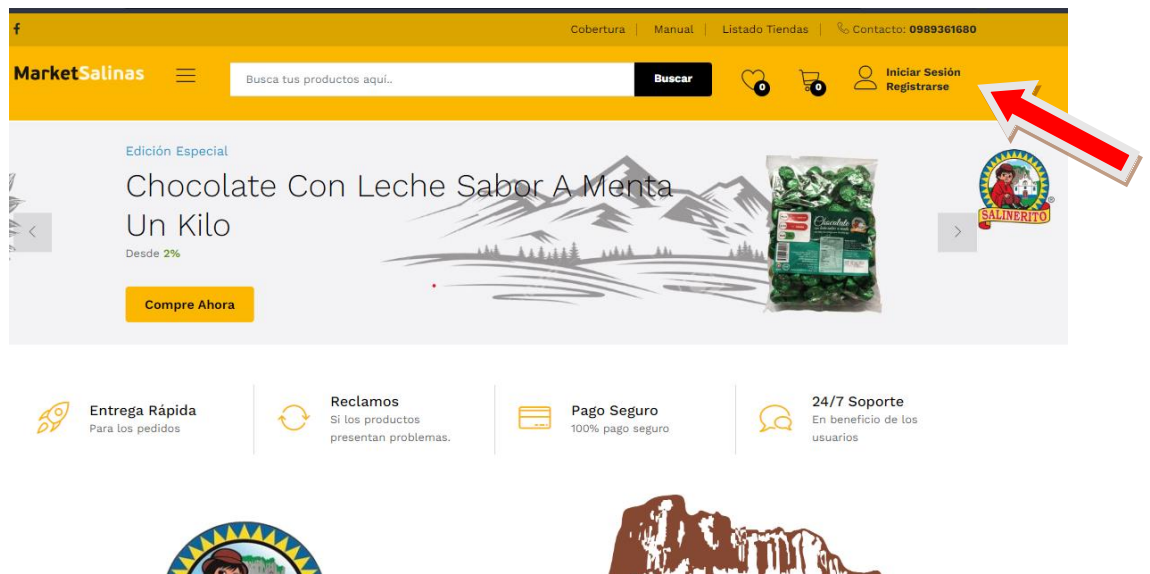 Cobertura | Manual | Listado Tiendas | Contacto: 0989361680
MarketSalinas
Busca tus productos aquí..
Buscar
0
0
Iniciar Sesión
Registrarse
Edición Especial
Chocolate Con Leche Sabor A Menta
Un Kilo
Desde 2%
Compre Ahora
Chocolate
SALINERITO
®
Entrega Rápida
Para los pedidos
Reclamos
Si los productos
presentan problemas.
Pago Seguro
100% pago seguro
24/7 Soporte
En beneficio de los
usuarios